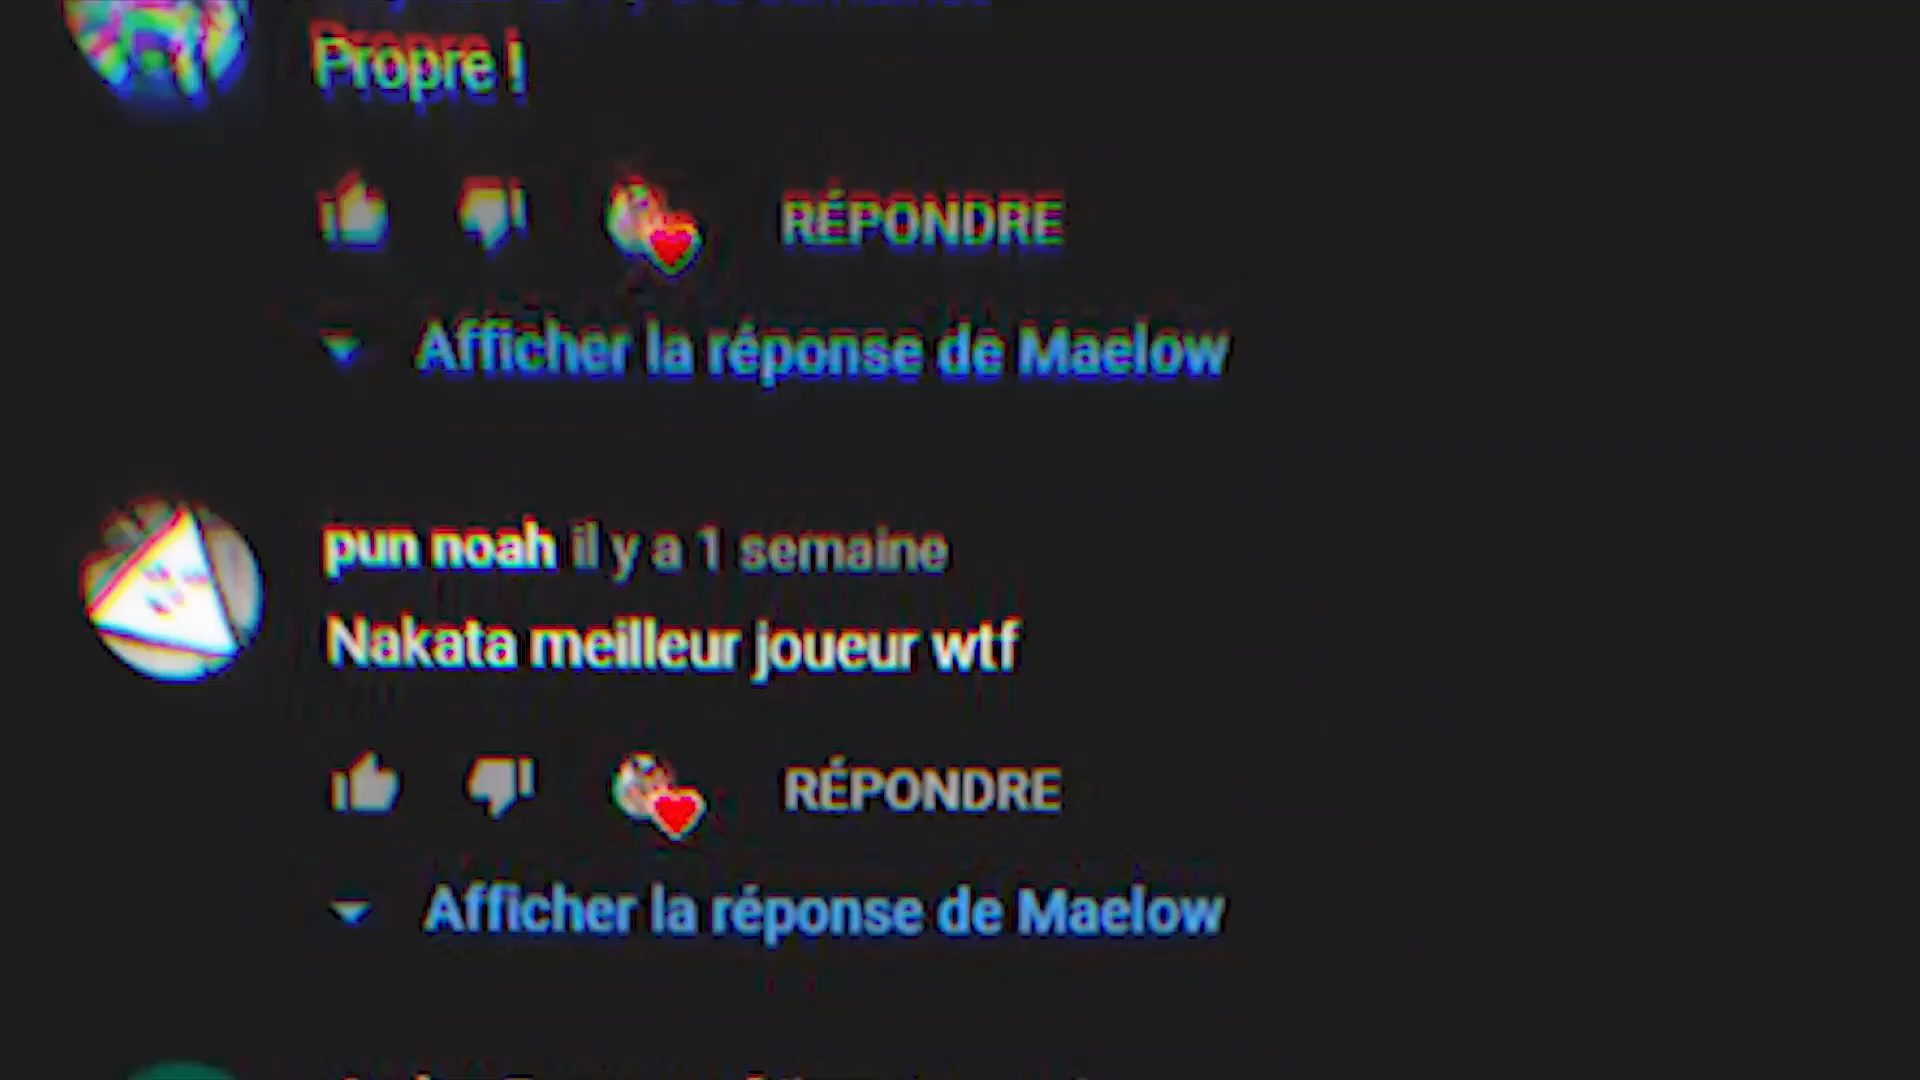 Propre !
RÉPONDRE
Afficher la réponse de Maelow
pun noah il y a 1 semaine
Nakata meilleur joueur wtf
RÉPONDRE
Afficher la réponse de Maelow